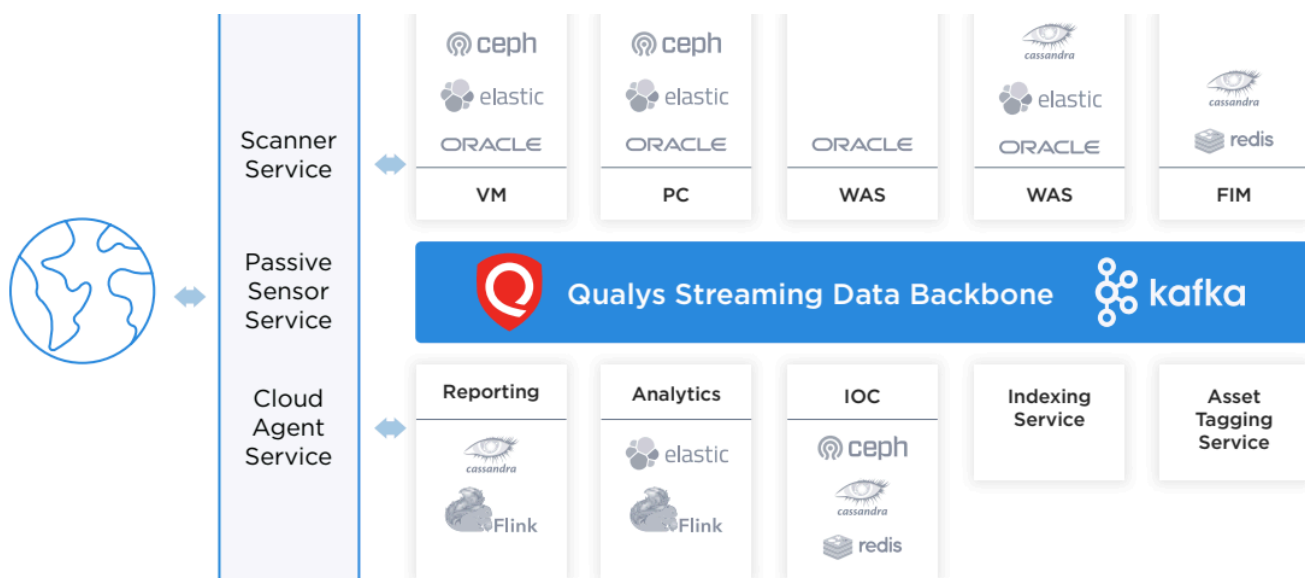 Scanner
Service
Passive
Sensor
Service
Cloud
Agent
Service
ceph
elastic
ORACLE
VM
ceph
elastic
ORACLE
PC
ORACLE
WAS
cassandra
elastic
ORACLE
WAS
cassandra
redis
FIM
Qualys Streaming Data Backbone
kafka
Reporting
cassandra
Flink
Analytics
elastic
Flink
IOC
ceph
cassandra
redis
Indexing
Service
Asset
Tagging
Service